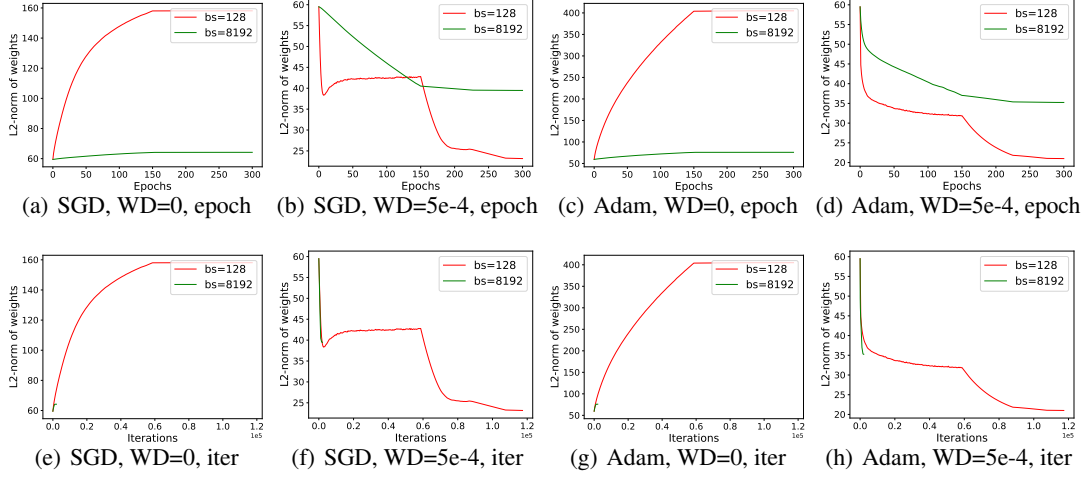 L2-norm of weights
160
140
120
100
80
60
bs=128
bs=8192
0 50 100 150 200 250 300
Epochs
(a) SGD, WD=0, epoch
L2-norm of weights
60
55
50
45
40
35
30
25
bs=128
bs=8192
0 50 100 150 200 250 300
Epochs
(b) SGD, WD=5e-4, epoch
L2-norm of weights
400
350
300
250
200
150
100
50
bs=128
bs=8192
0 50 100 150 200 250 300
Epochs
(c) Adam, WD=0, epoch
L2-norm of weights
60
55
50
45
40
35
30
25
20
bs=128
bs=8192
0 50 100 150 200 250 300
Epochs
(d) Adam, WD=5e-4, epoch
L2-norm of weights
160
140
120
100
80
60
bs=128
bs=8192
0.0 0.2 0.4 0.6 0.8 1.0 1.2
Iterations 1e5
(e) SGD, WD=0, iter
L2-norm of weights
60
55
50
45
40
35
30
25
bs=128
bs=8192
0.0 0.2 0.4 0.6 0.8 1.0 1.2
Iterations 1e5
(f) SGD, WD=5e-4, iter
L2-norm of weights
400
350
300
250
200
150
100
50
bs=128
bs=8192
0.0 0.2 0.4 0.6 0.8 1.0 1.2
Iterations 1e5
(g) Adam, WD=0, iter
L2-norm of weights
60
55
50
45
40
35
30
25
20
bs=128
bs=8192
0.0 0.2 0.4 0.6 0.8 1.0 1.2
Iterations 1e5
(h) Adam, WD=5e-4, iter